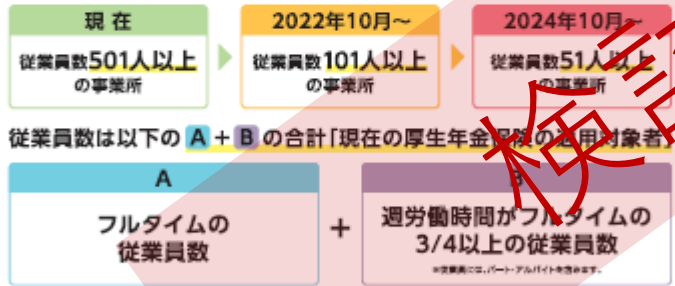 現在
2022年10月～
2024年10月～
従業員数501人以上
の事業所
従業員数101人以上
の事業所
従業員数51人以上
の事業所
従業員数は以下の A + B の合計「現在の厚生年金保険の適用対象者」
A
フルタイムの
従業員数
+
B
週労働時間がフルタイムの
3/4以上の従業員数
※従業員には、パート・アルバイトを含みます。
検